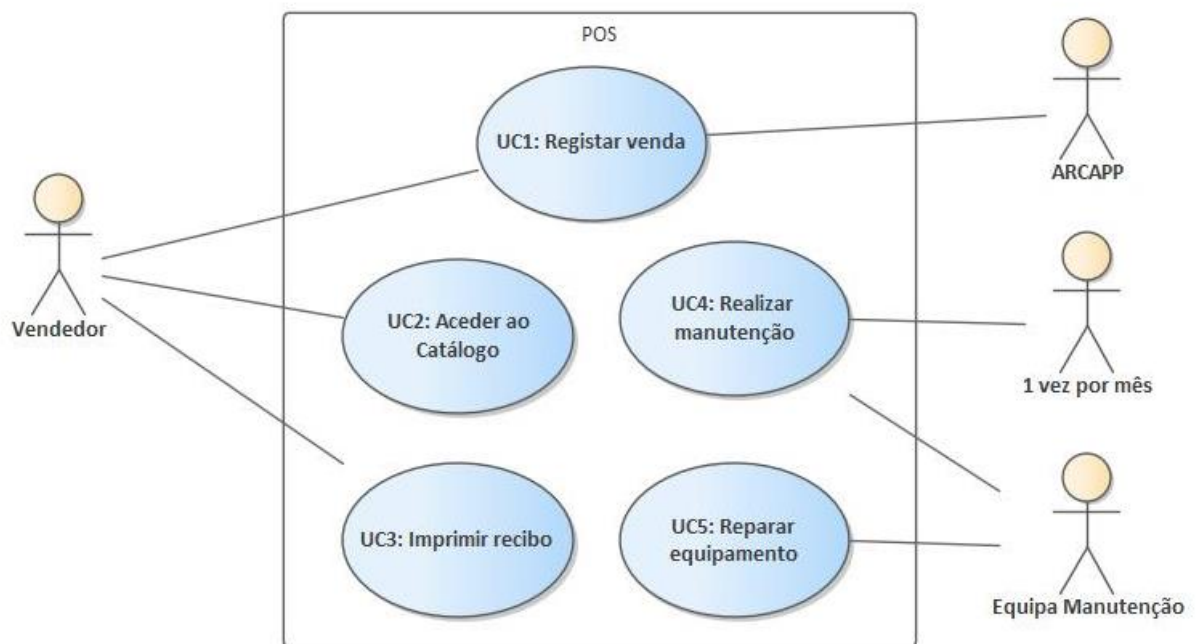 POS
UC1: Registar venda
ARCAPP
Vendedor
UC2: Aceder ao
Catálogo
UC4: Realizar
manutenção
1 vez por mês
UC3: Imprimir recibo
UC5: Reparar
equipamento
Equipa Manutenção